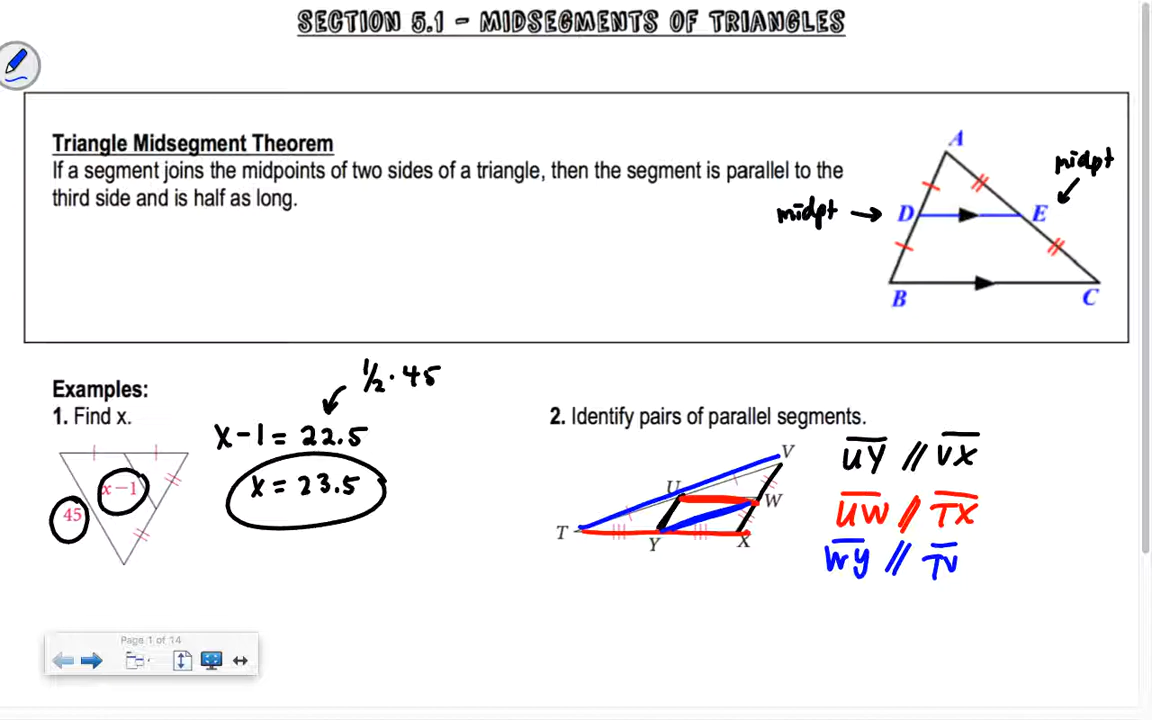 SECTION 5.1 - MIDSEGMENTS OF TRIANGLES
Triangle Midsegment Theorem
If a segment joins the midpoints of two sides of a triangle, then the segment is parallel to the
third side and is half as long.
A
midpt
midpt → D
E
B
C
Examples:
1. Find x.
1/2 · 45
x-1 = 22.5
x = 23.5
x-1
45
2. Identify pairs of parallel segments.
V
U
W
T
Y
X
UY // VX
UW // TX
WY // TV
Page 1 of 14